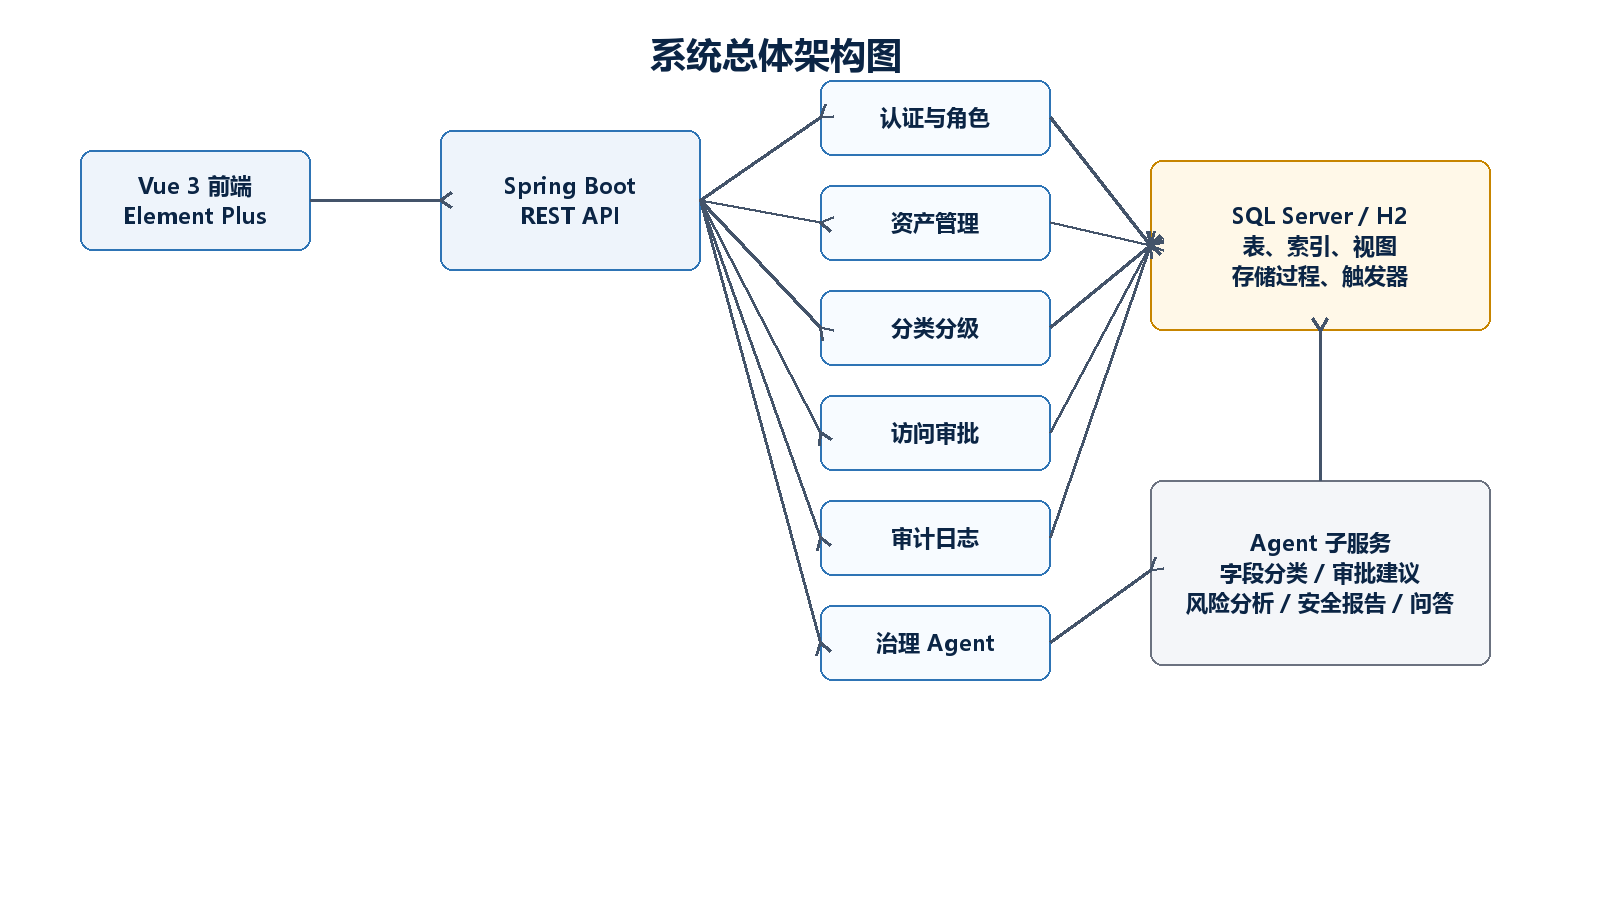 系统总体架构图
Vue 3 前端
Element Plus
Spring Boot
REST API
认证与角色
资产管理
分类分级
访问审批
审计日志
治理 Agent
SQL Server / H2
表、索引、视图
存储过程、触发器
Agent 子服务
字段分类 / 审批建议
风险分析 / 安全报告 / 问答